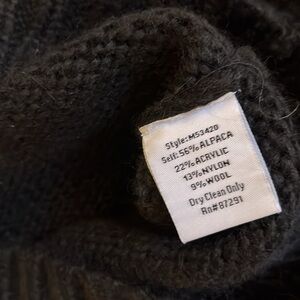 Style:MS3420
Self:56%ALPACA
22%ACRYLIC
13%NYLON
9%WOOL
Dry Clean Only
Rn#87291